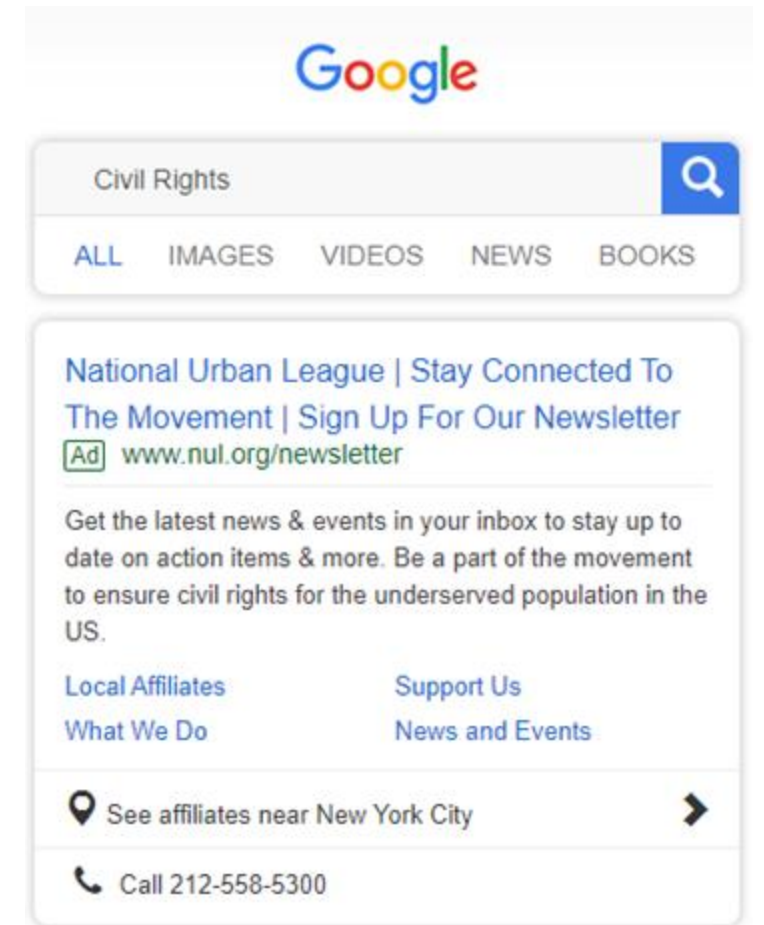 Google
Civil Rights
ALL IMAGES VIDEOS NEWS BOOKS
National Urban League | Stay Connected To
The Movement | Sign Up For Our Newsletter
Ad www.nul.org/newsletter
Get the latest news & events in your inbox to stay up to
date on action items & more. Be a part of the movement
to ensure civil rights for the underserved population in the
US.
Local Affiliates Support Us
What We Do News and Events
See affiliates near New York City
Call 212-558-5300